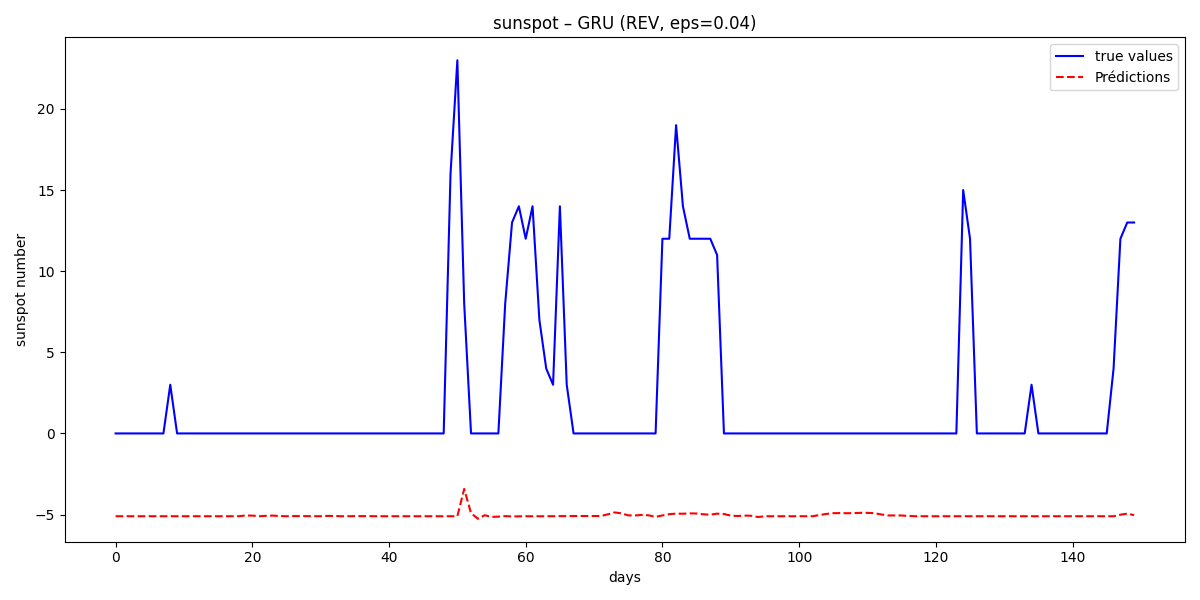 sunspot – GRU (REV, eps=0.04)
true values
Prédictions
sunspot number
20
15
10
5
0
−5
0 20 40 60 80 100 120 140
days